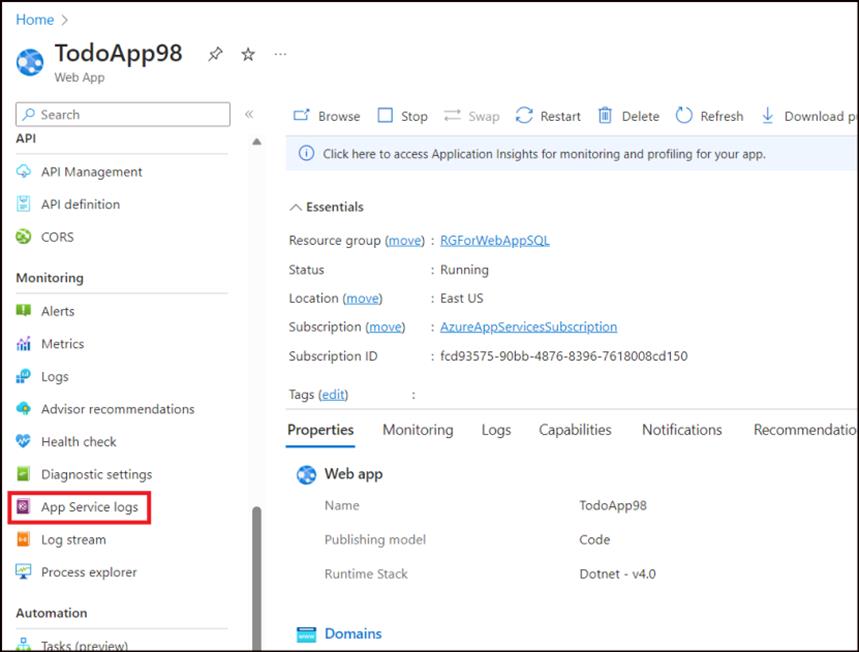 Home
TodoApp98
Web App
Search
API
API Management
API definition
CORS
Monitoring
Alerts
Metrics
Logs
Advisor recommendations
Health check
Diagnostic settings
App Service logs
Log stream
Process explorer
Automation
Tasks (preview)
Browse Stop Swap Restart Delete Refresh Download
Click here to access Application Insights for monitoring and profiling for your app.
Essentials
Resource group (move) : RGForWebAppSQL
Status : Running
Location (move) : East US
Subscription (move) : AzureAppServicesSubscription
Subscription ID : fcd93575-90bb-4876-8396-7618008cd150
Tags (edit) :
Properties Monitoring Logs Capabilities Notifications Recommendatio
Web app
Name TodoApp98
Publishing model Code
Runtime Stack Dotnet - v4.0
Domains